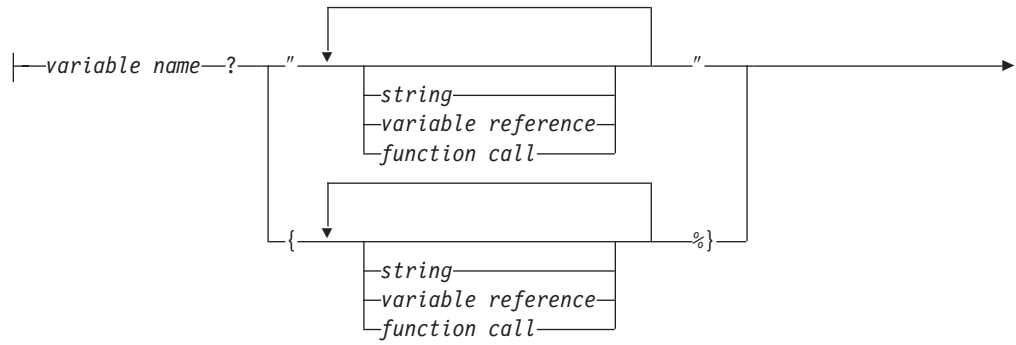 variable name ? " "
string
variable reference
function call
{ %}
string
variable reference
function call